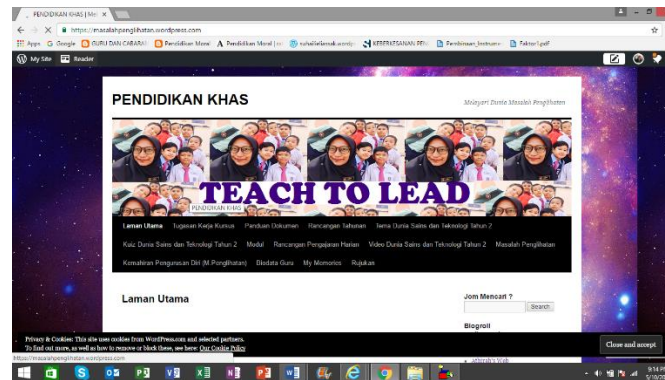 PENDIDIKAN KHAS | Mel
https://masalahpenglihatan.wordpress.com
Apps Google GURU DAN CABARAN Pendidikan Moral Pendidikan Moral
My Site Reader
PENDIDIKAN KHAS
Melayari Dunia Masalah Penglihatan
TEACH TO LEAD
PENDIDIKAN KHAS
Laman Utama Tugasan Kerja Kursus Panduan Dokumen Rancangan Tahunan Tema Dunia Sains dan Teknologi Tahun 2
Kuiz Dunia Sains dan Teknologi Tahun 2 Modul Rancangan Pengajaran Harian Video Dunia Sains dan Teknologi Tahun 2 Masalah Penglihatan
Kemahiran Pengurusan Diri (M.Penglihatan) Biodata Guru My Memories Rujukan
Laman Utama
Jom Mencari ?
Search
Blogroll
Privacy & Cookies: This site uses cookies from WordPress.com and selected partners.
To find out more, as well as how to remove or block these, see here: Our Cookie Policy
Close and accept
https://masalahpenglihatan.wordpress.com
9:14 PM